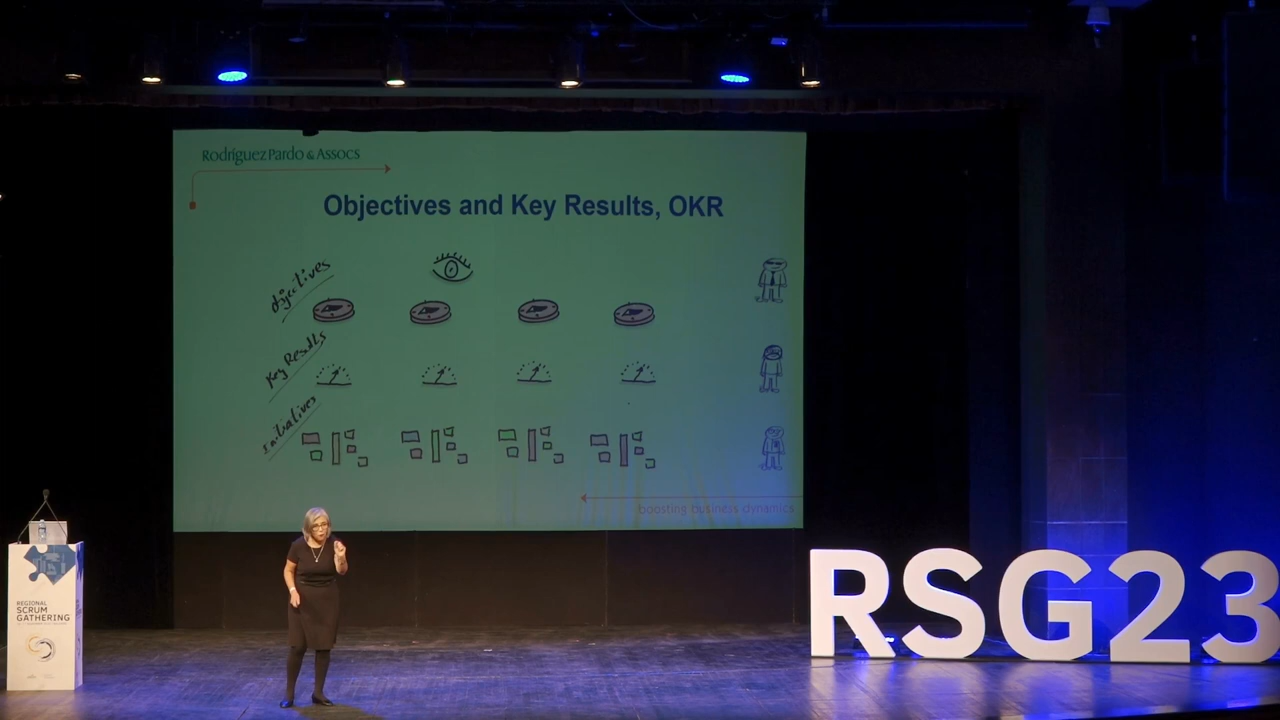 Rodríguez Pardo & Assocs
Objectives and Key Results, OKR
Objectives
Key Results
Initiatives
boosting business dynamics
REGIONAL
SCRUM
GATHERING
RSG23